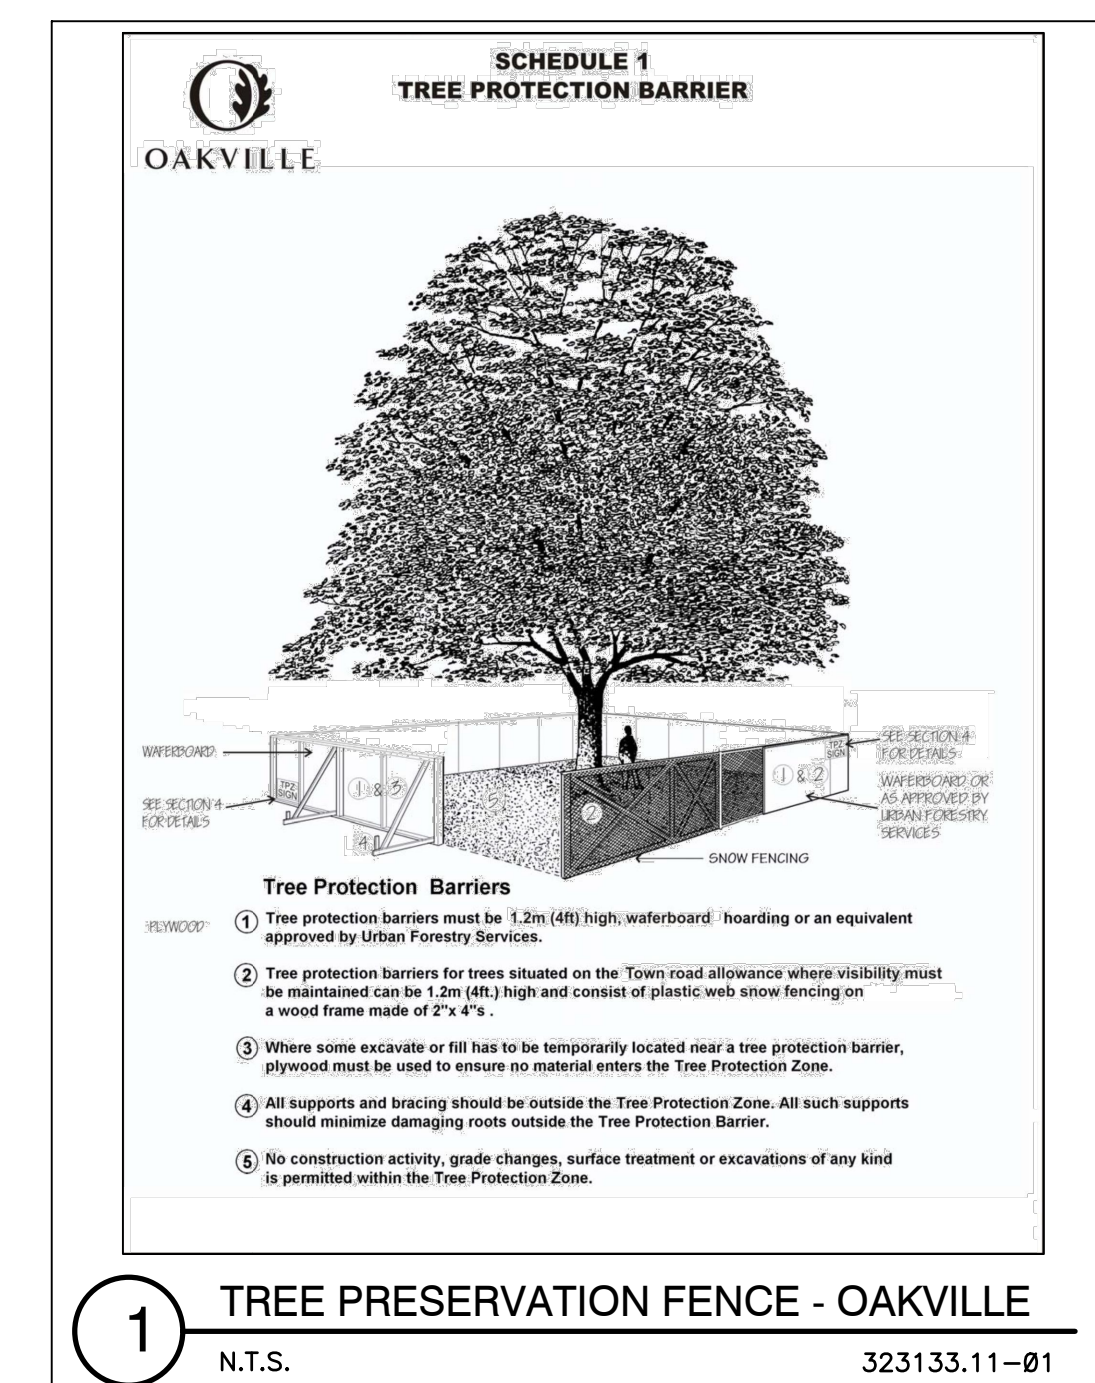 SCHEDULE 1
TREE PROTECTION BARRIER
OAKVILLE
WAFERBOARD
SEE SECTION 4
FOR DETAILS
TPZ
SIGN
1 & 3
4
5
2
TPZ
SIGN
1 & 2
SEE SECTION 4
FOR DETAILS
WAFERBOARD OR
AS APPROVED BY
URBAN FORESTRY
SERVICES
SNOW FENCING
Tree Protection Barriers
PLYWOOD
1 Tree protection barriers must be 1.2m (4ft) high, waferboard hoarding or an equivalent
approved by Urban Forestry Services.
2 Tree protection barriers for trees situated on the Town road allowance where visibility must
be maintained can be 1.2m (4ft.) high and consist of plastic web snow fencing on
a wood frame made of 2"x 4"s .
3 Where some excavate or fill has to be temporarily located near a tree protection barrier,
plywood must be used to ensure no material enters the Tree Protection Zone.
4 All supports and bracing should be outside the Tree Protection Zone. All such supports
should minimize damaging roots outside the Tree Protection Barrier.
5 No construction activity, grade changes, surface treatment or excavations of any kind
is permitted within the Tree Protection Zone.
1
TREE PRESERVATION FENCE - OAKVILLE
N.T.S.
323133.11-01